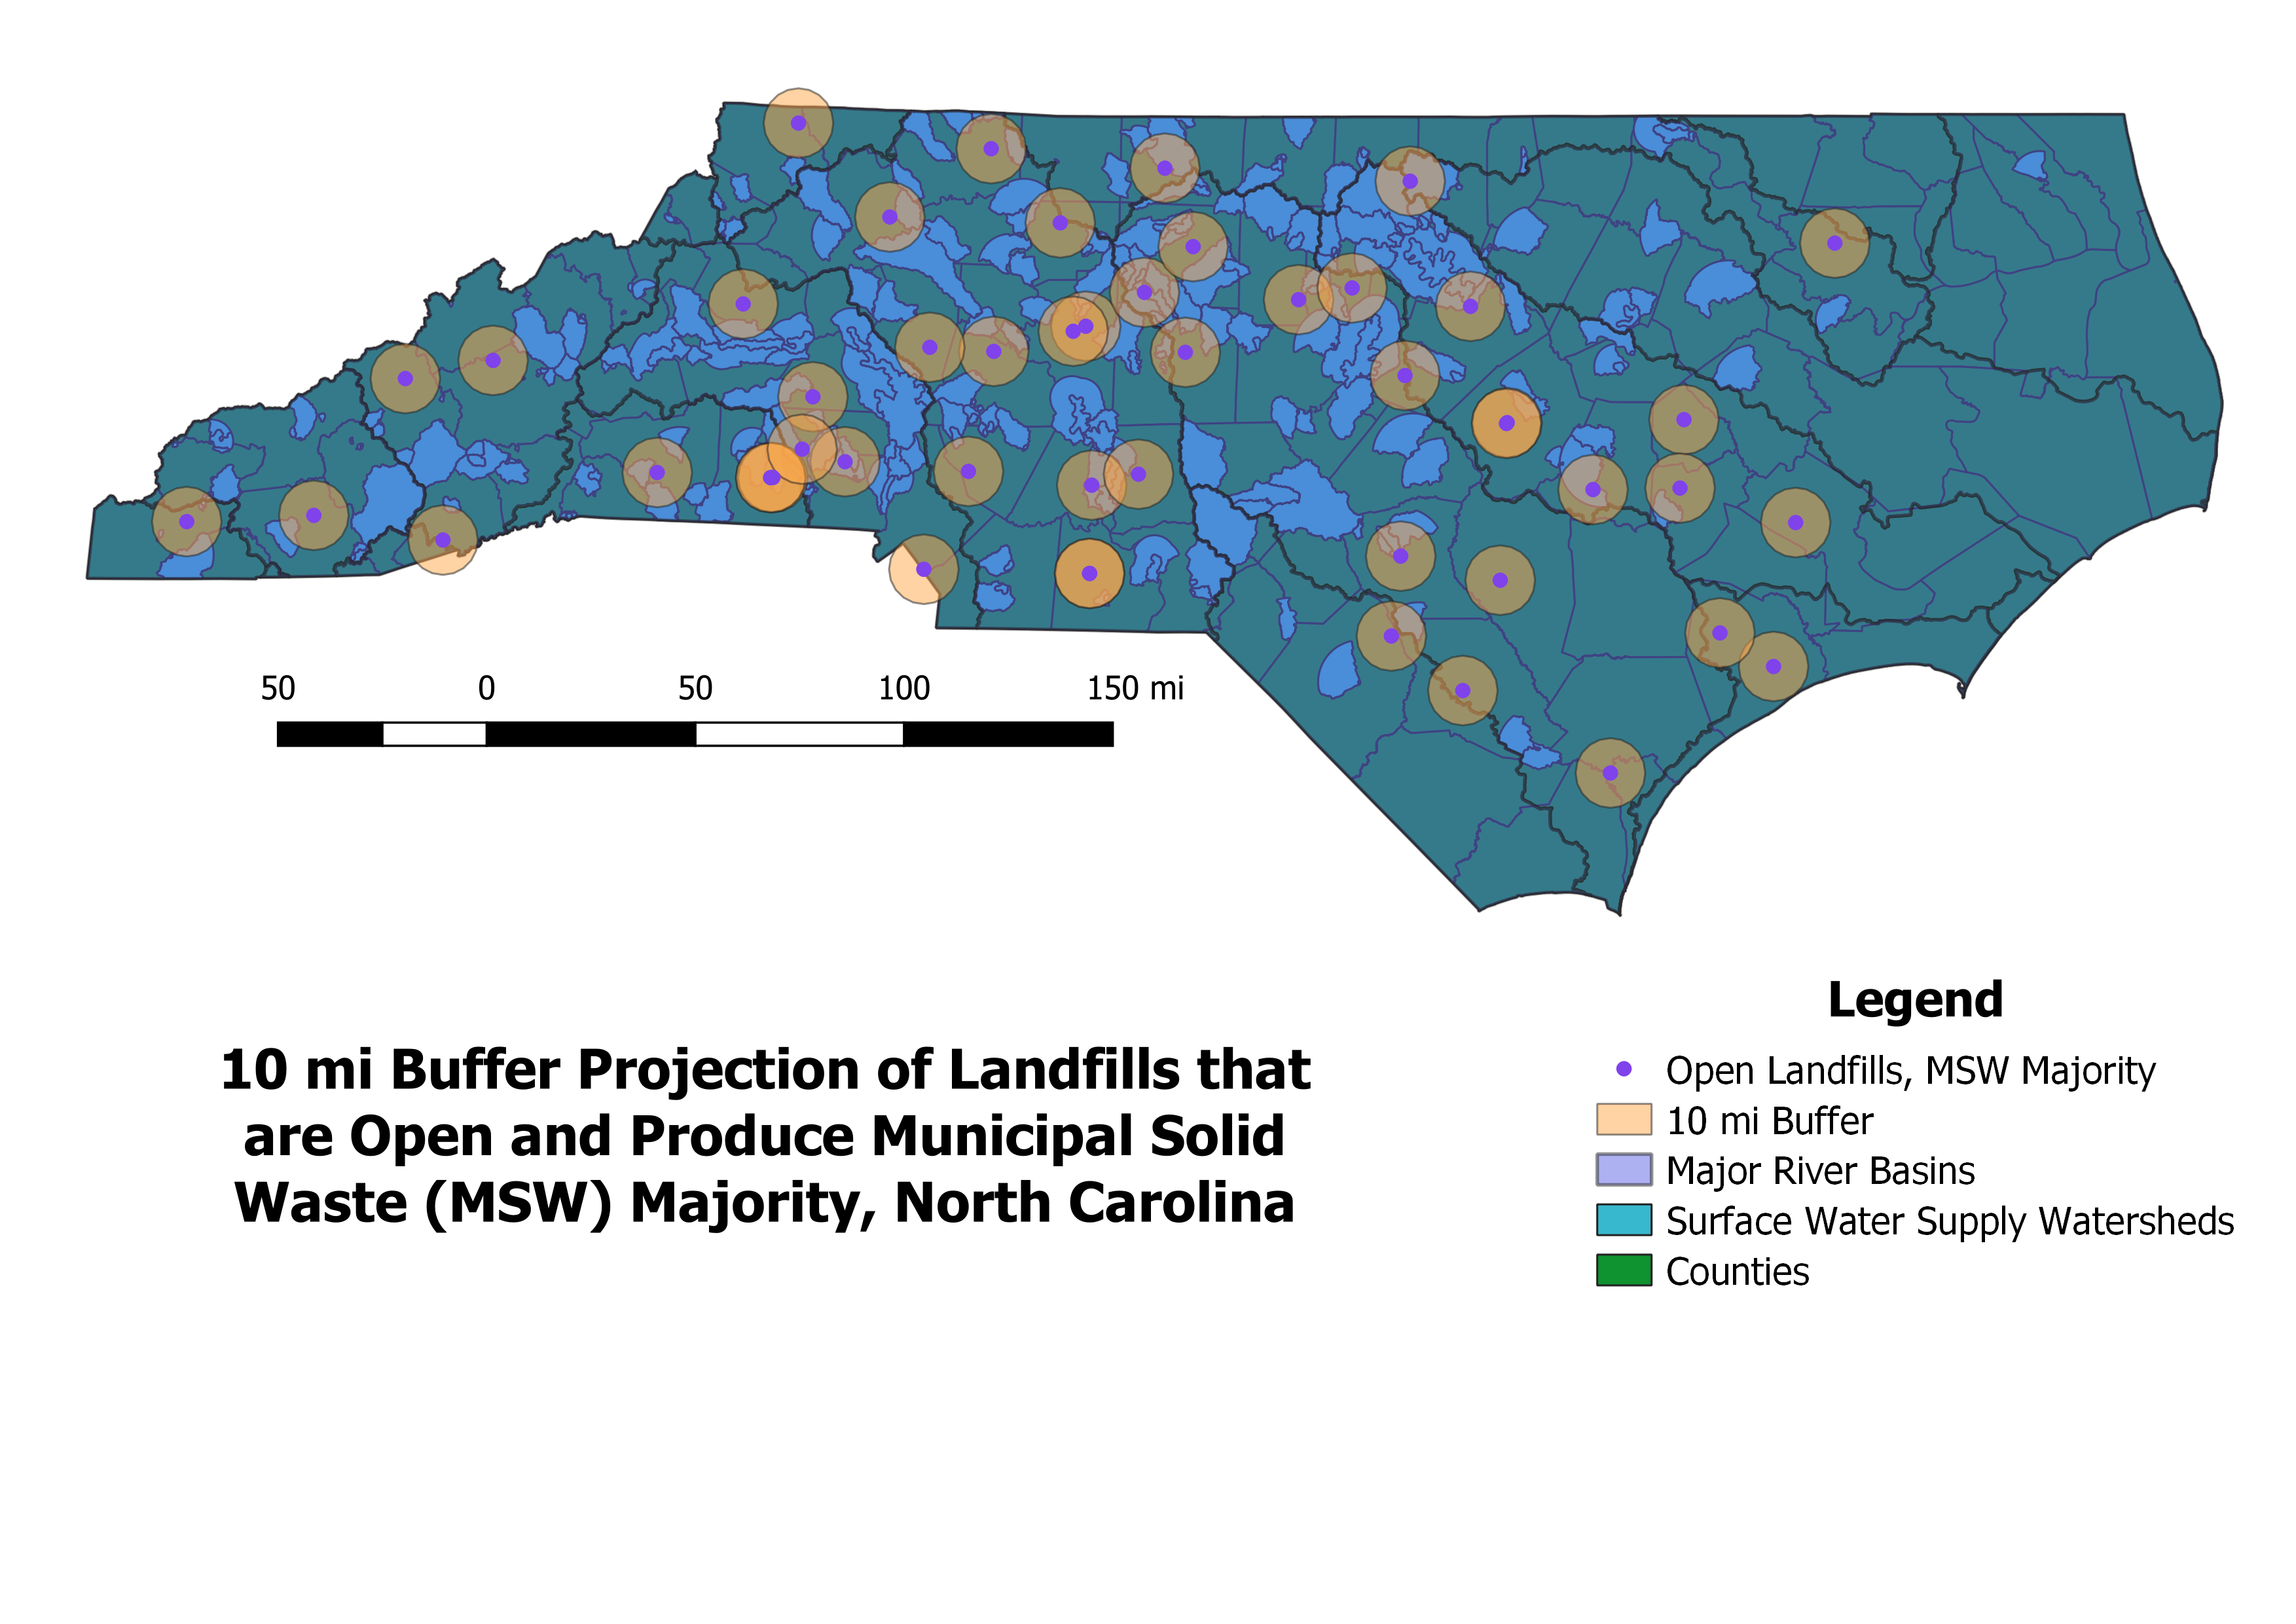 50 0 50 100 150 mi
Legend
10 mi Buffer Projection of Landfills that
are Open and Produce Municipal Solid
Waste (MSW) Majority, North Carolina
Open Landfills, MSW Majority
10 mi Buffer
Major River Basins
Surface Water Supply Watersheds
Counties